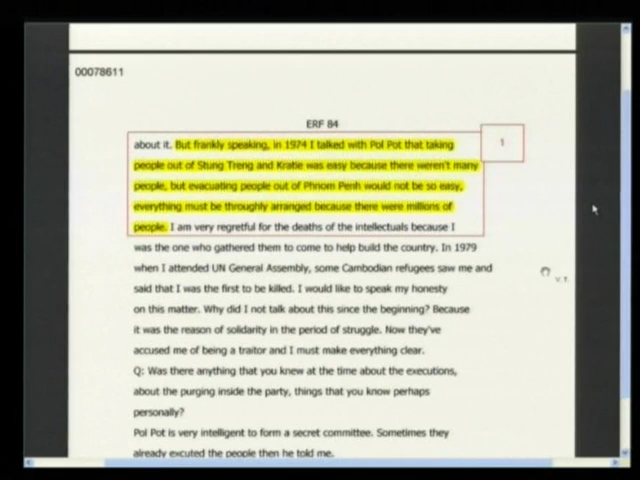 00078611
ERF 84
about it. But frankly speaking, in 1974 I talked with Pol Pot that taking
1
people out of Stung Treng and Kratie was easy because there weren't many
people, but evacuating people out of Phnom Penh would not be so easy,
everything must be throughly arranged because there were millions of
people. I am very regretful for the deaths of the intellectuals because I
was the one who gathered them to come to help build the country. In 1979
when I attended UN General Assembly, some Cambodian refugees saw me and
said that I was the first to be killed. I would like to speak my honesty
on this matter. Why did I not talk about this since the beginning? Because
it was the reason of solidarity in the period of struggle. Now they've
accused me of being a traitor and I must make everything clear.
Q: Was there anything that you knew at the time about the executions,
about the purging inside the party, things that you know perhaps
personally?
Pol Pot is very intelligent to form a secret committee. Sometimes they
already excuted the people then he told me.